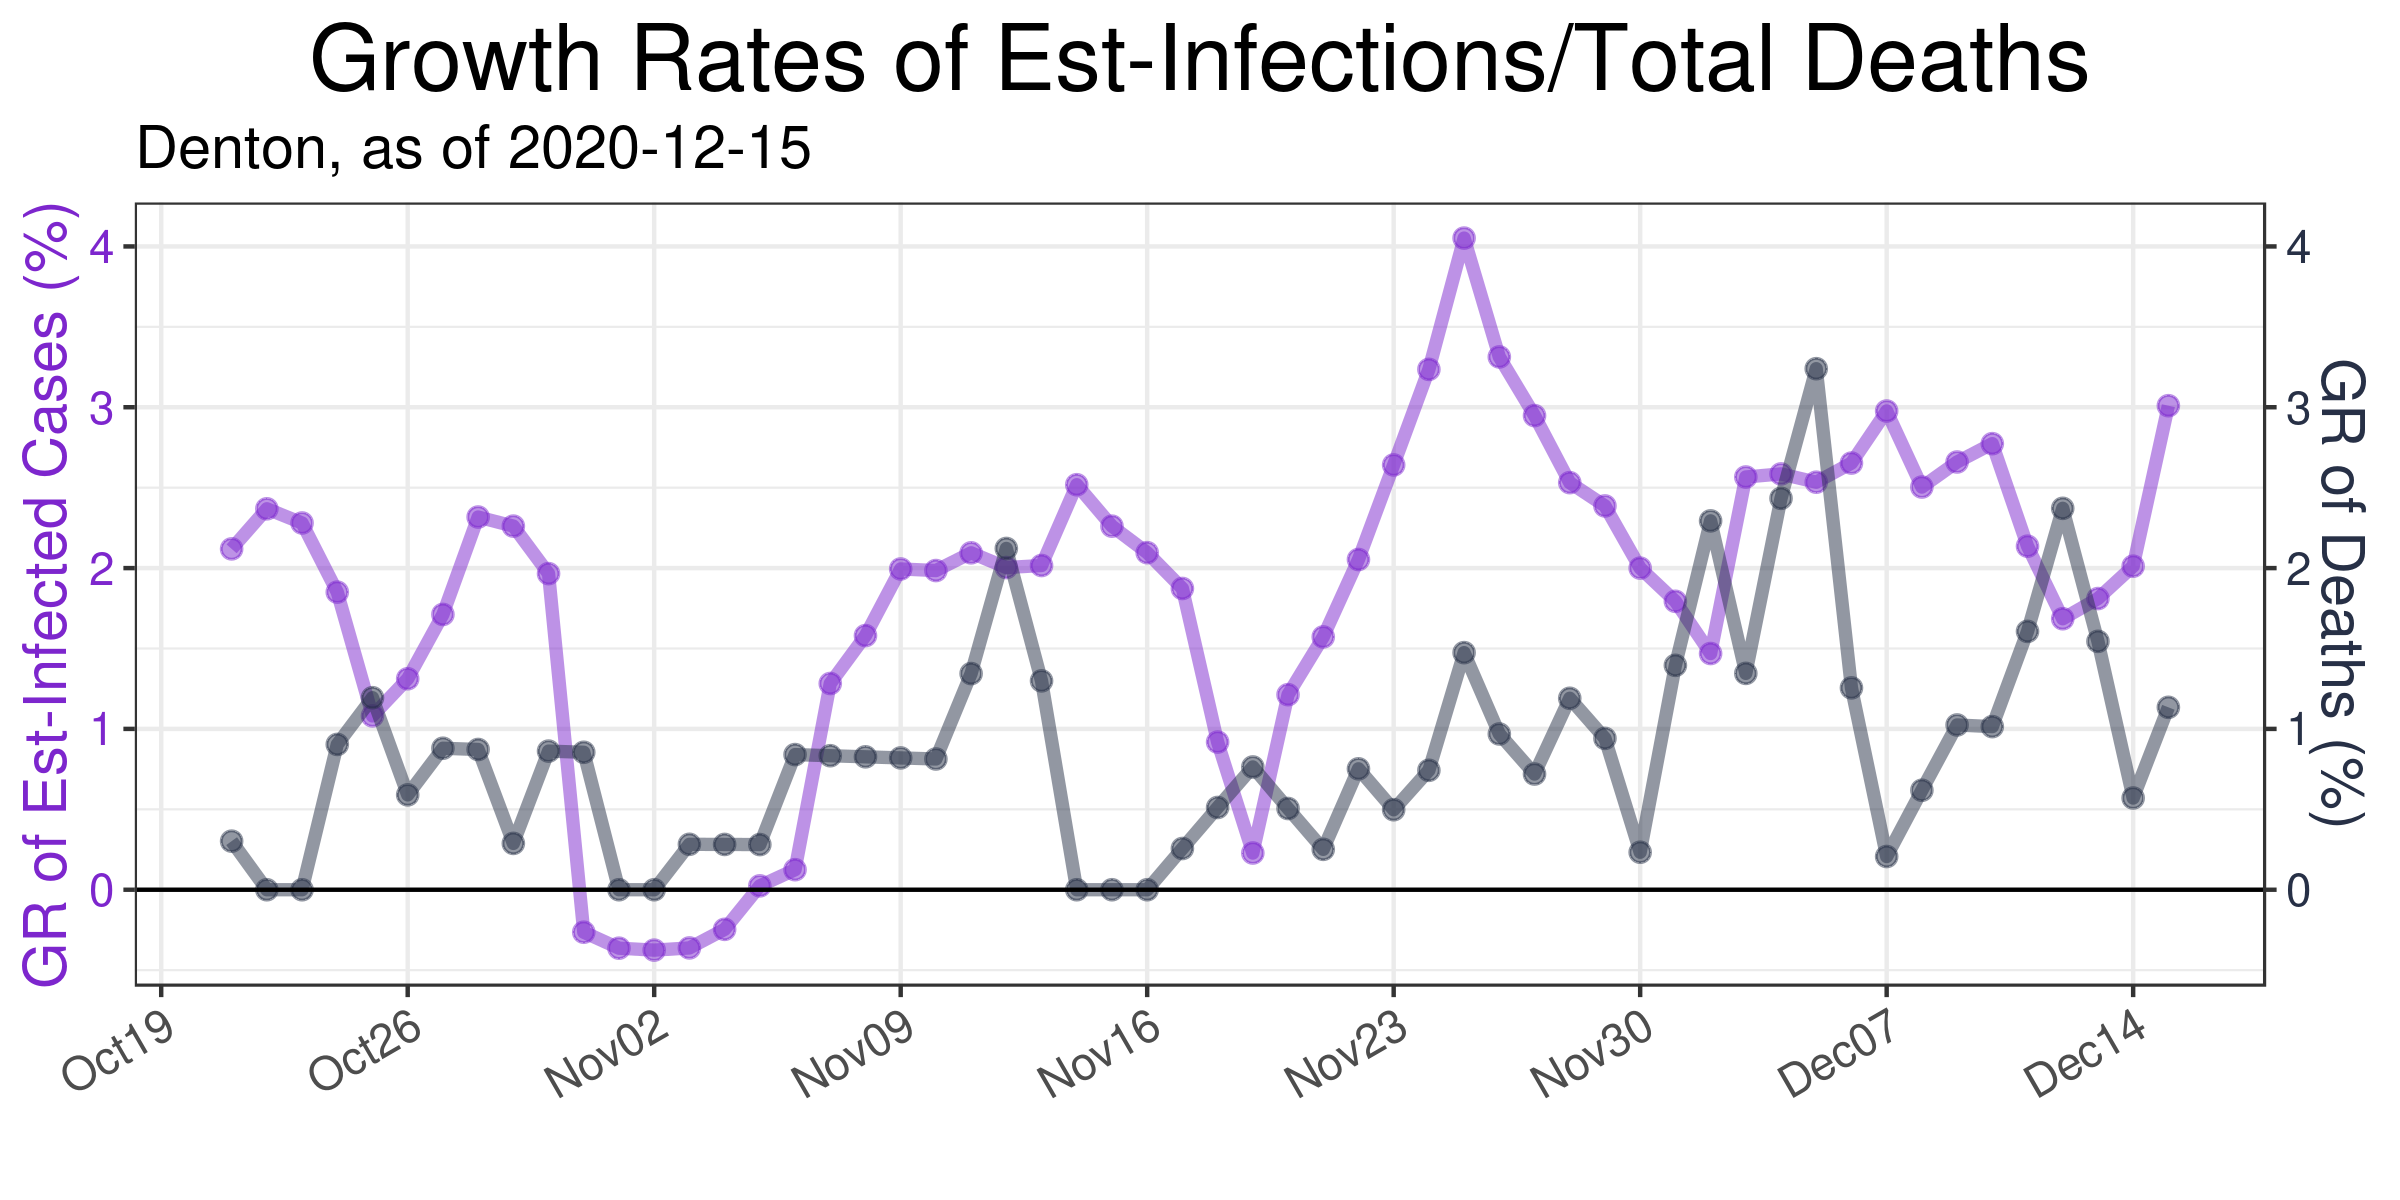 Growth Rates of Est-Infections/Total Deaths
Denton, as of 2020-12-15
GR of Est-Infected Cases (%)
4
3
2
1
0
4
3
2
1
0
GR of Deaths (%)
Oct19
Oct26
Nov02
Nov09
Nov16
Nov23
Nov30
Dec07
Dec14